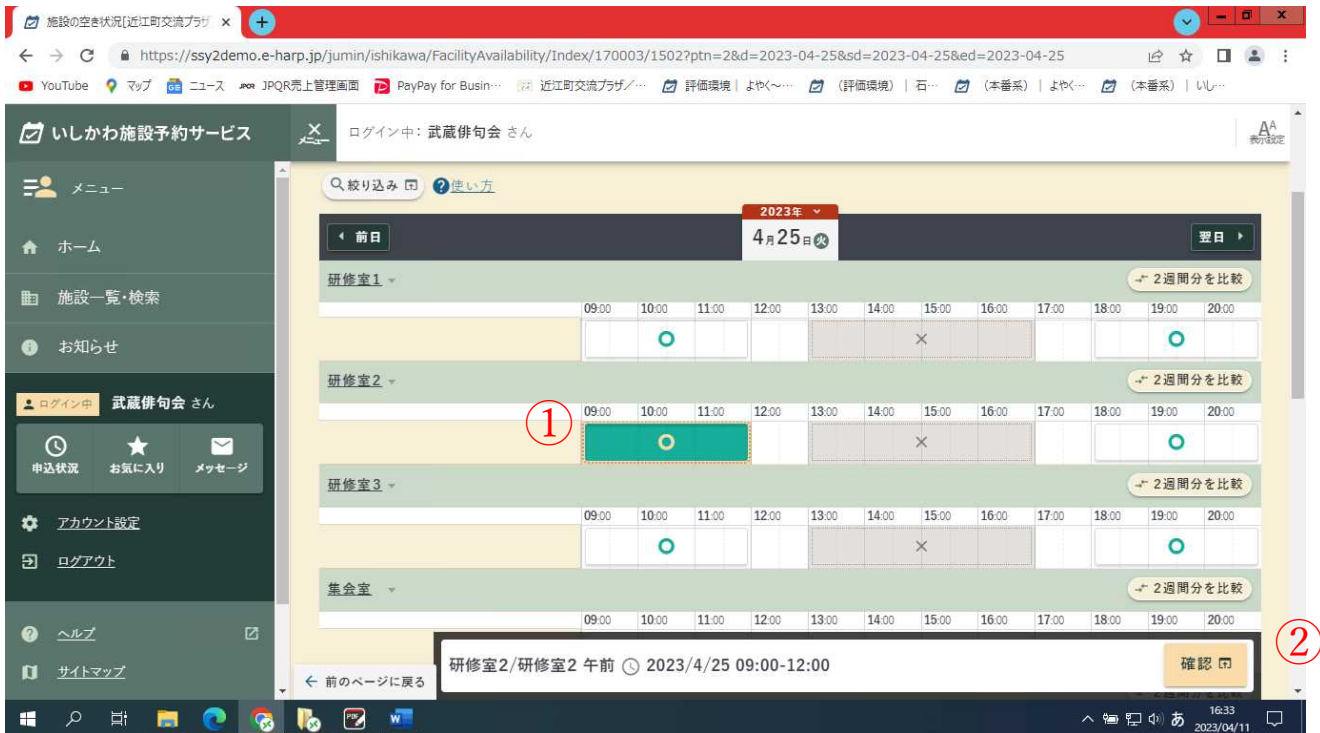 施設の空き状況[近江町交流プラザ
https://ssy2demo.e-harp.jp/jumin/ishikawa/FacilityAvailability/Index/170003/1502?ptn=2&d=2023-04-25&sd=2023-04-25&ed=2023-04-25
YouTube マップ ニュース JPQR売上管理画面 PayPay for Busin… 近江町交流プラザ/… 評価環境 | よやく～… (評価環境) | 石… (本番系) | よやく… (本番系) | いし…
いしかわ施設予約サービス メニュー ログイン中: 武蔵俳句会 さん AA 表示設定
メニュー
絞り込み 使い方
2023年
前日 4月25日 火 翌日
ホーム
研修室1 2週間分を比較
施設一覧・検索
09:00 10:00 11:00 12:00 13:00 14:00 15:00 16:00 17:00 18:00 19:00 20:00
お知らせ
研修室2 2週間分を比較
ログイン中 武蔵俳句会 さん
① 09:00 10:00 11:00 12:00 13:00 14:00 15:00 16:00 17:00 18:00 19:00 20:00
申込状況 お気に入り メッセージ
研修室3 2週間分を比較
09:00 10:00 11:00 12:00 13:00 14:00 15:00 16:00 17:00 18:00 19:00 20:00
アカウント設定
ログアウト
集会室 2週間分を比較
09:00 10:00 11:00 12:00 13:00 14:00 15:00 16:00 17:00 18:00 19:00 20:00
ヘルプ
研修室2/研修室2 午前 2023/4/25 09:00-12:00 確認 ②
サイトマップ
前のページに戻る
あ 16:33
2023/04/11